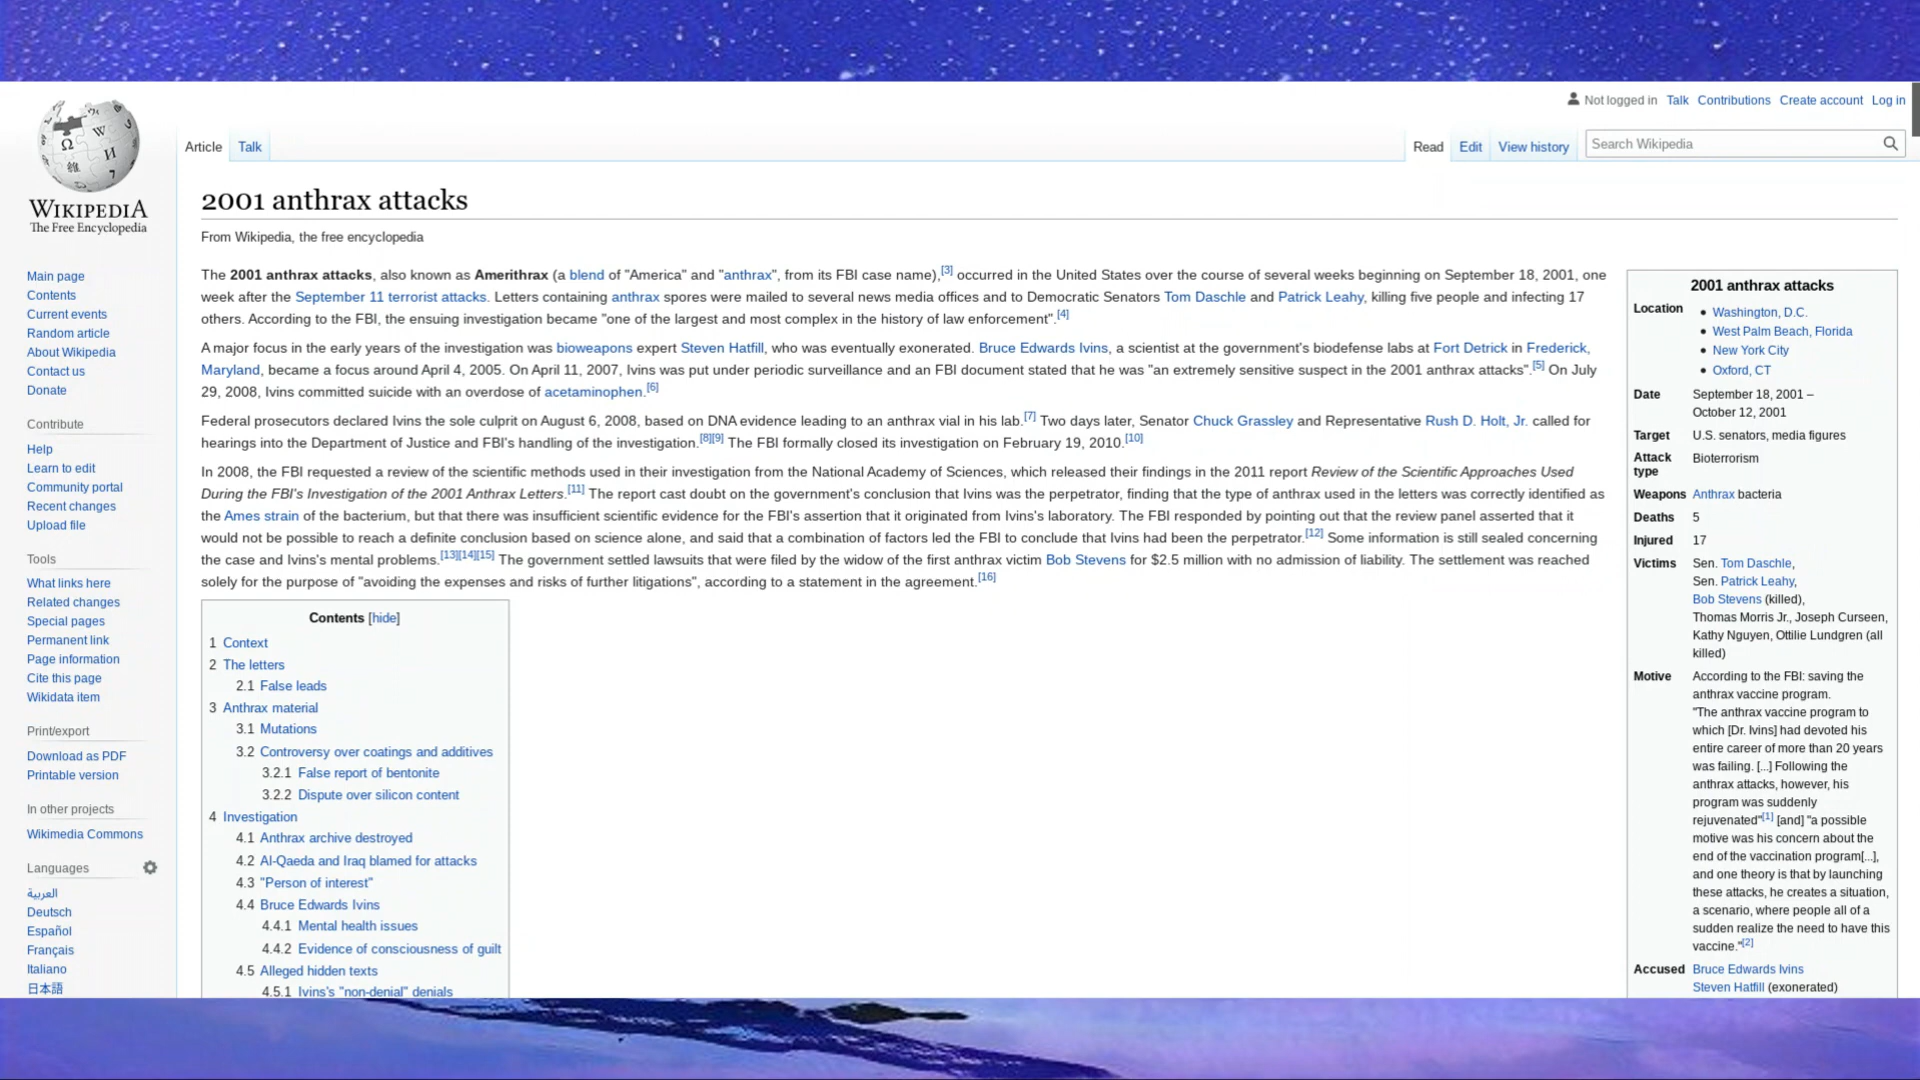 Not logged in Talk Contributions Create account Log in
Article Talk Read Edit View history Search Wikipedia
WIKIPEDIA
The Free Encyclopedia
Main page
Contents
Current events
Random article
About Wikipedia
Contact us
Donate
Contribute
Help
Learn to edit
Community portal
Recent changes
Upload file
Tools
What links here
Related changes
Special pages
Permanent link
Page information
Cite this page
Wikidata item
Print/export
Download as PDF
Printable version
In other projects
Wikimedia Commons
Languages
العربية
Deutsch
Español
Français
Italiano
日本語
2001 anthrax attacks
From Wikipedia, the free encyclopedia
The 2001 anthrax attacks, also known as Amerithrax (a blend of "America" and "anthrax", from its FBI case name),[3] occurred in the United States over the course of several weeks beginning on September 18, 2001, one
week after the September 11 terrorist attacks. Letters containing anthrax spores were mailed to several news media offices and to Democratic Senators Tom Daschle and Patrick Leahy, killing five people and infecting 17
others. According to the FBI, the ensuing investigation became "one of the largest and most complex in the history of law enforcement".[4]
A major focus in the early years of the investigation was bioweapons expert Steven Hatfill, who was eventually exonerated. Bruce Edwards Ivins, a scientist at the government's biodefense labs at Fort Detrick in Frederick,
Maryland, became a focus around April 4, 2005. On April 11, 2007, Ivins was put under periodic surveillance and an FBI document stated that he was "an extremely sensitive suspect in the 2001 anthrax attacks".[5] On July
29, 2008, Ivins committed suicide with an overdose of acetaminophen.[6]
Federal prosecutors declared Ivins the sole culprit on August 6, 2008, based on DNA evidence leading to an anthrax vial in his lab.[7] Two days later, Senator Chuck Grassley and Representative Rush D. Holt, Jr. called for
hearings into the Department of Justice and FBI's handling of the investigation.[8][9] The FBI formally closed its investigation on February 19, 2010.[10]
In 2008, the FBI requested a review of the scientific methods used in their investigation from the National Academy of Sciences, which released their findings in the 2011 report Review of the Scientific Approaches Used
During the FBI's Investigation of the 2001 Anthrax Letters.[11] The report cast doubt on the government's conclusion that Ivins was the perpetrator, finding that the type of anthrax used in the letters was correctly identified as
the Ames strain of the bacterium, but that there was insufficient scientific evidence for the FBI's assertion that it originated from Ivins's laboratory. The FBI responded by pointing out that the review panel asserted that it
would not be possible to reach a definite conclusion based on science alone, and said that a combination of factors led the FBI to conclude that Ivins had been the perpetrator.[12] Some information is still sealed concerning
the case and Ivins's mental problems.[13][14][15] The government settled lawsuits that were filed by the widow of the first anthrax victim Bob Stevens for $2.5 million with no admission of liability. The settlement was reached
solely for the purpose of "avoiding the expenses and risks of further litigations", according to a statement in the agreement.[16]
Contents [hide]
1 Context
2 The letters
2.1 False leads
3 Anthrax material
3.1 Mutations
3.2 Controversy over coatings and additives
3.2.1 False report of bentonite
3.2.2 Dispute over silicon content
4 Investigation
4.1 Anthrax archive destroyed
4.2 Al-Qaeda and Iraq blamed for attacks
4.3 "Person of interest"
4.4 Bruce Edwards Ivins
4.4.1 Mental health issues
4.4.2 Evidence of consciousness of guilt
4.5 Alleged hidden texts
4.5.1 Ivins's "non-denial" denials
2001 anthrax attacks
Location • Washington, D.C.
• West Palm Beach, Florida
• New York City
• Oxford, CT
Date September 18, 2001 –
October 12, 2001
Target U.S. senators, media figures
Attack type Bioterrorism
Weapons Anthrax bacteria
Deaths 5
Injured 17
Victims Sen. Tom Daschle,
Sen. Patrick Leahy,
Bob Stevens (killed),
Thomas Morris Jr., Joseph Curseen,
Kathy Nguyen, Ottilie Lundgren (all
killed)
Motive According to the FBI: saving the
anthrax vaccine program.
"The anthrax vaccine program to
which [Dr. Ivins] had devoted his
entire career of more than 20 years
was failing. [...] Following the
anthrax attacks, however, his
program was suddenly
rejuvenated"[1] [and] "a possible
motive was his concern about the
end of the vaccination program[...],
and one theory is that by launching
these attacks, he creates a situation,
a scenario, where people all of a
sudden realize the need to have this
vaccine."[2]
Accused Bruce Edwards Ivins
Steven Hatfill (exonerated)